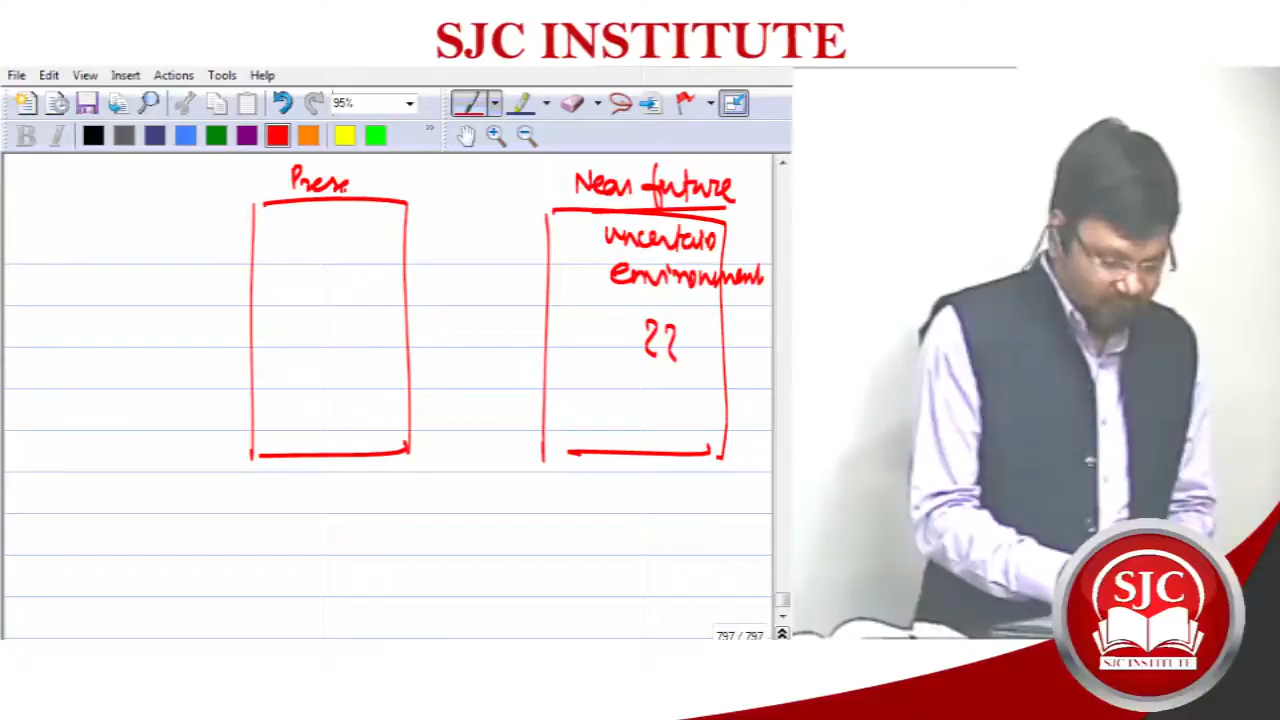 SJC INSTITUTE
File Edit View Insert Actions Tools Help
95%
B I
Prese
Near future
uncertain
environment
??
797 / 797
SJC
SJC INSTITUTE